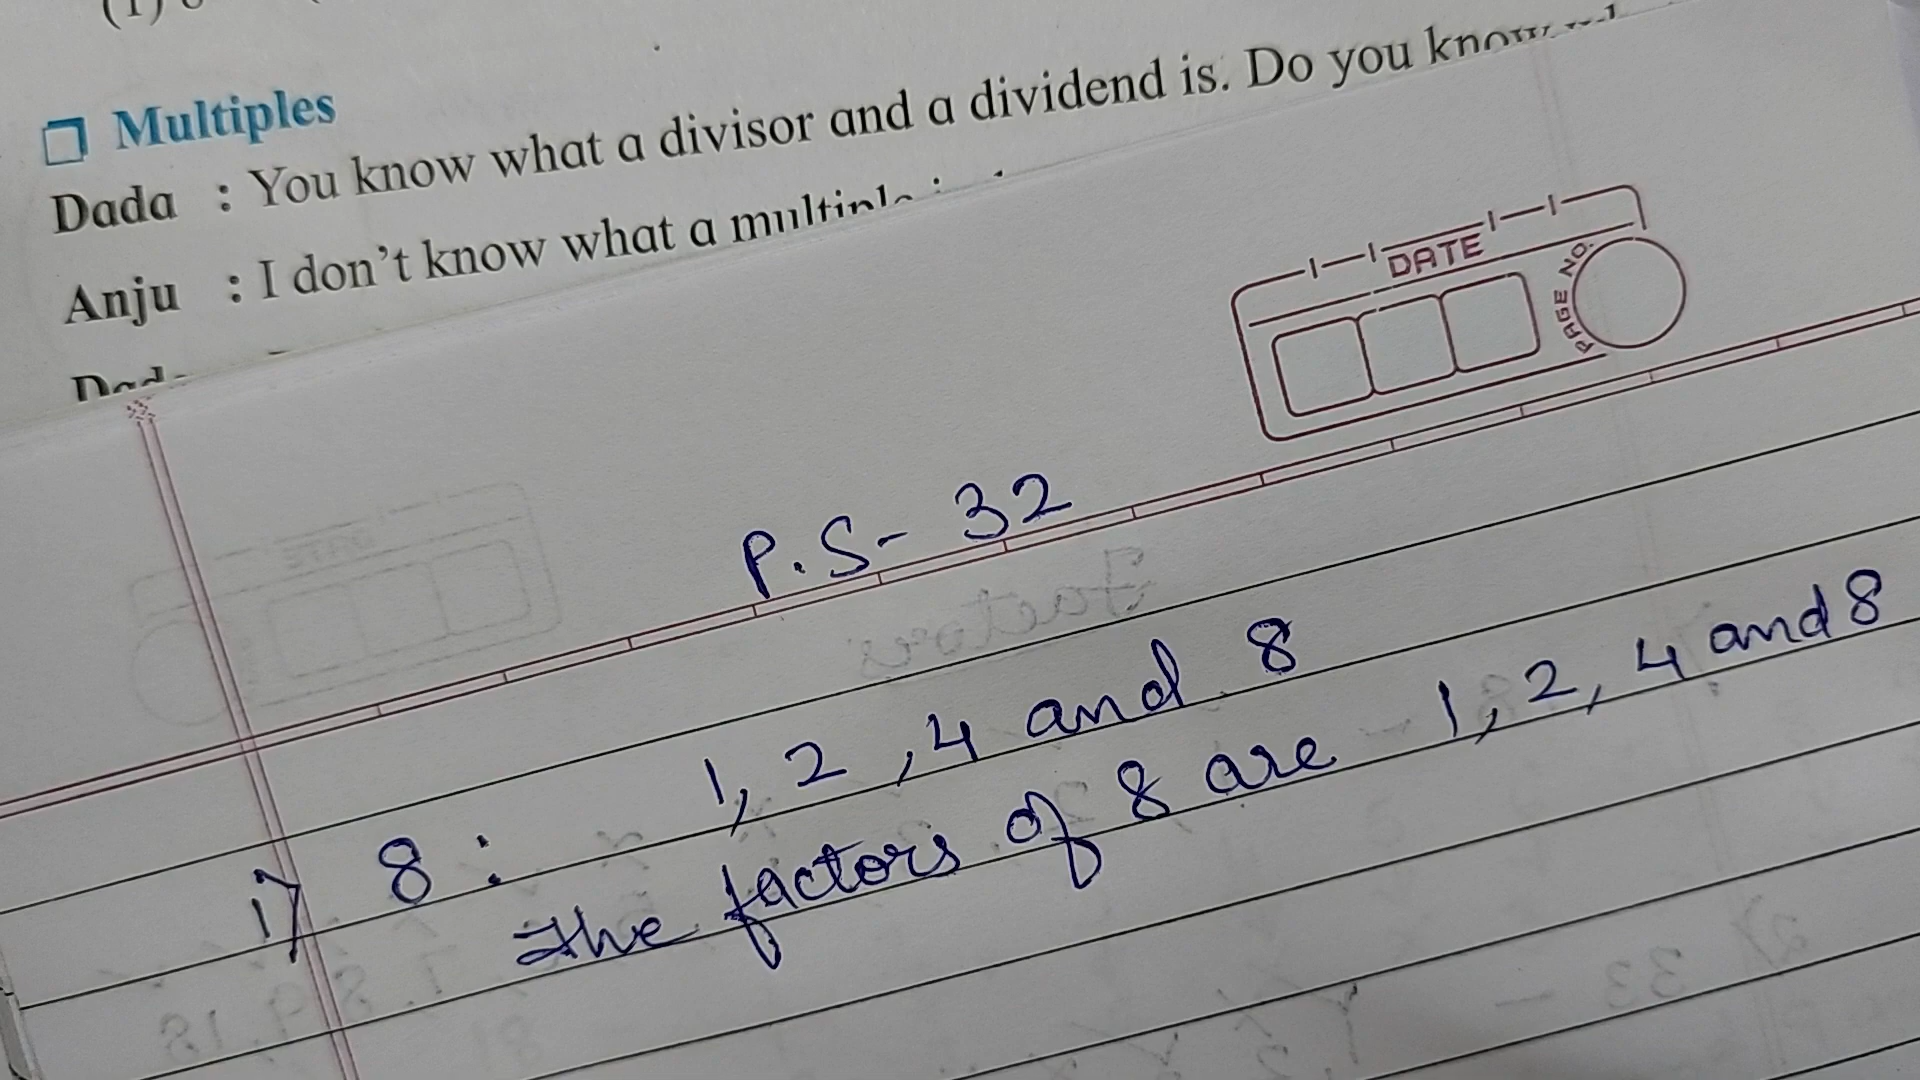 ❏ Multiples
Dada : You know what a divisor and a dividend is. Do you know
Anju : I don't know what a multiple
DATE
PAGE NO.
P.S- 32
i) 8: 1, 2, 4 and 8
The factors of 8 are 1, 2, 4 and 8